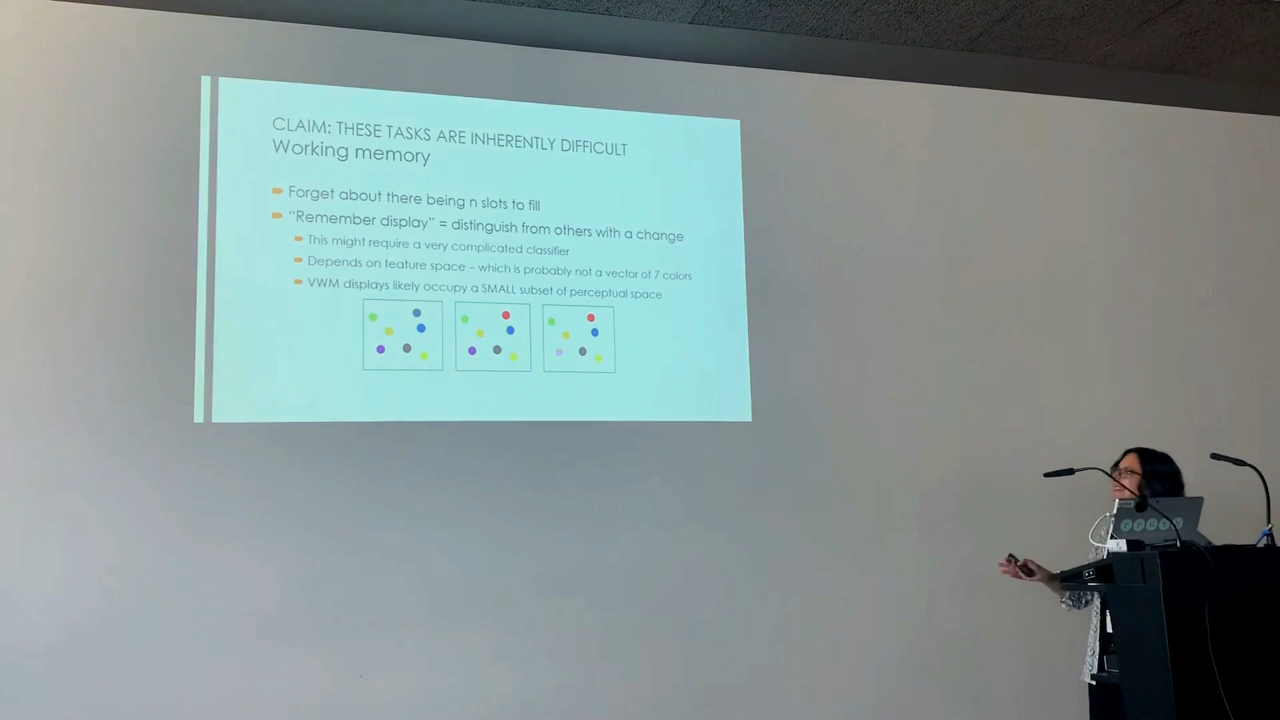 CLAIM: THESE TASKS ARE INHERENTLY DIFFICULT
Working memory
Forget about there being n slots to fill
“Remember display” = distinguish from others with a change
This might require a very complicated classifier
Depends on feature space – which is probably not a vector of 7 colors
VWM displays likely occupy a SMALL subset of perceptual space